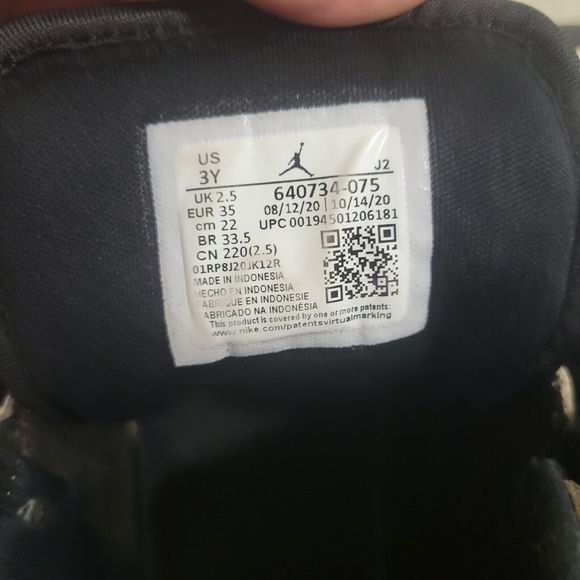 US
3Y
J2
UK 2.5
640734-075
EUR 35
08/12/20 | 10/14/20
cm 22
UPC 00194501206181
BR 33.5
CN 220(2.5)
01RP8J20JK12R
MADE IN INDONESIA
HECHO EN INDONESIA
FABRIQUE EN INDONESIE
FABRICADO NA INDONESIA
This product is covered by one or more patents:
www.nike.com/patentsvirtualmarking